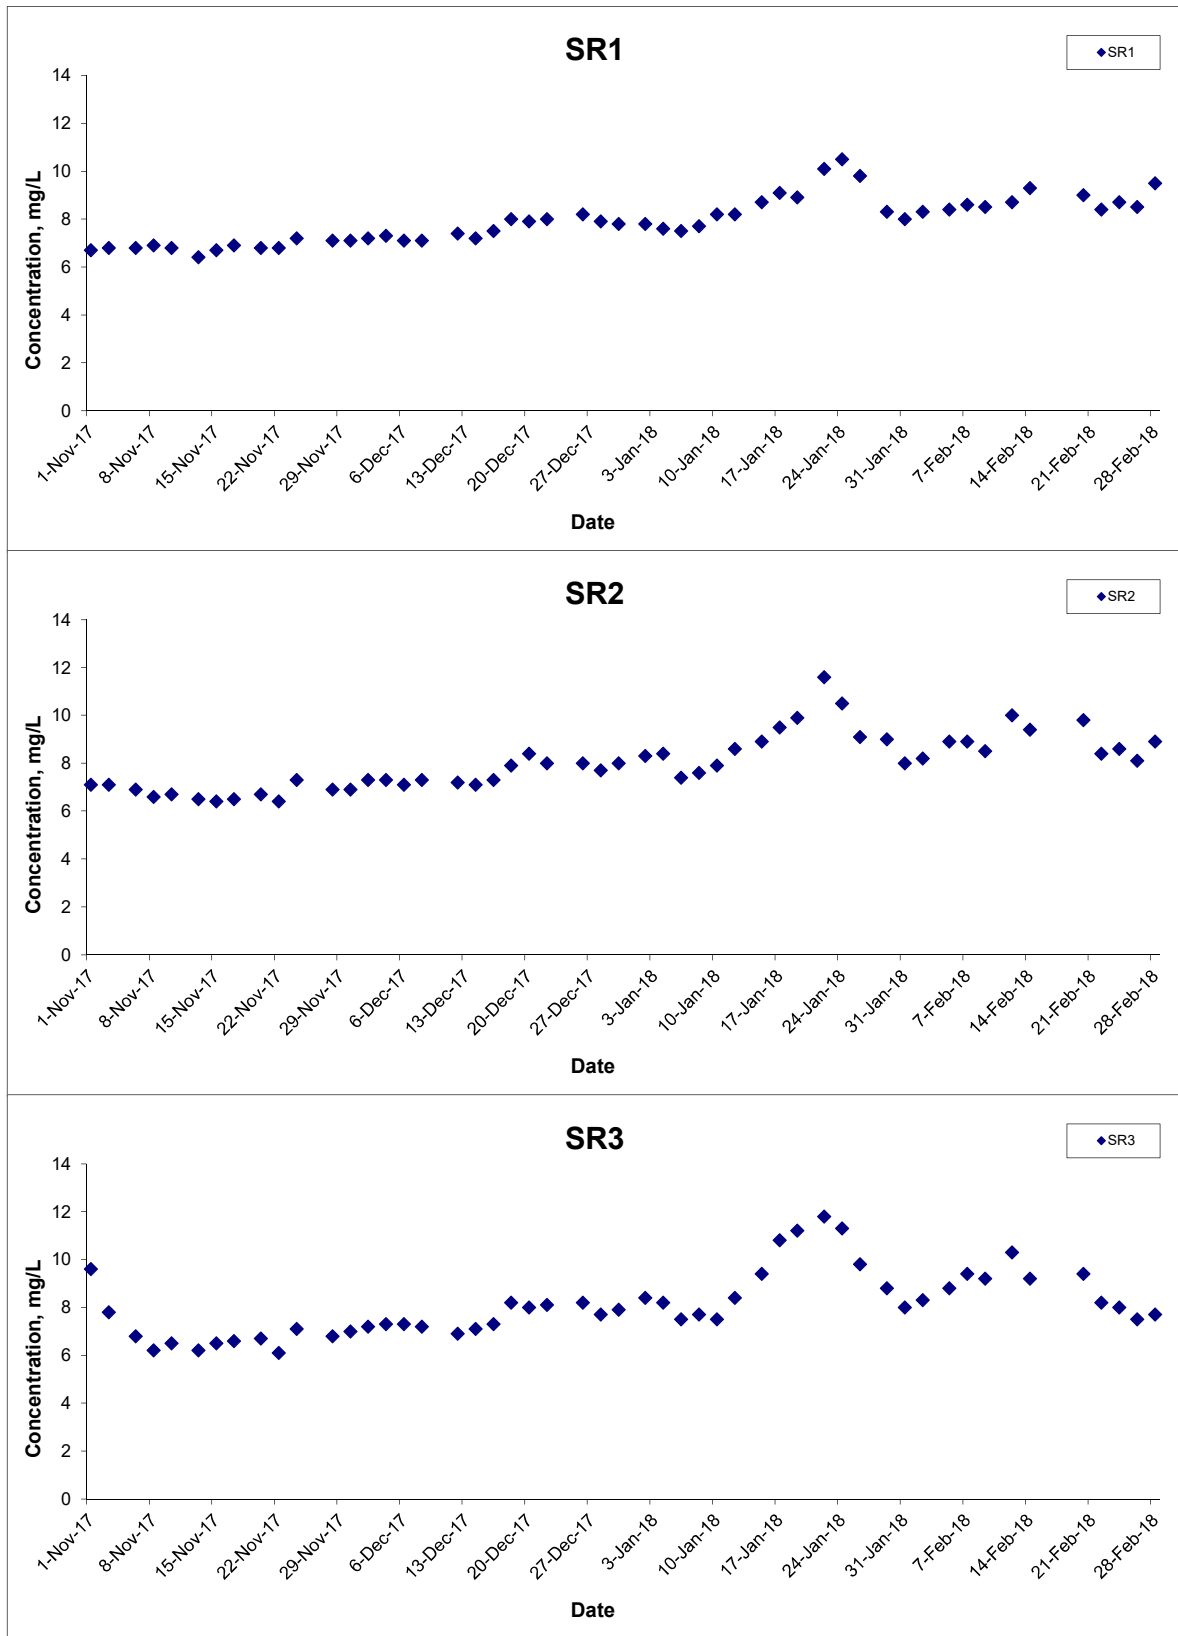 SR1
SR1
14
12
10
8
6
4
2
0
Concentration, mg/L
1-Nov-17
8-Nov-17
15-Nov-17
22-Nov-17
29-Nov-17
6-Dec-17
13-Dec-17
20-Dec-17
27-Dec-17
3-Jan-18
10-Jan-18
17-Jan-18
24-Jan-18
31-Jan-18
7-Feb-18
14-Feb-18
21-Feb-18
28-Feb-18
Date
SR2
SR2
14
12
10
8
6
4
2
0
Concentration, mg/L
1-Nov-17
8-Nov-17
15-Nov-17
22-Nov-17
29-Nov-17
6-Dec-17
13-Dec-17
20-Dec-17
27-Dec-17
3-Jan-18
10-Jan-18
17-Jan-18
24-Jan-18
31-Jan-18
7-Feb-18
14-Feb-18
21-Feb-18
28-Feb-18
Date
SR3
SR3
14
12
10
8
6
4
2
0
Concentration, mg/L
1-Nov-17
8-Nov-17
15-Nov-17
22-Nov-17
29-Nov-17
6-Dec-17
13-Dec-17
20-Dec-17
27-Dec-17
3-Jan-18
10-Jan-18
17-Jan-18
24-Jan-18
31-Jan-18
7-Feb-18
14-Feb-18
21-Feb-18
28-Feb-18
Date